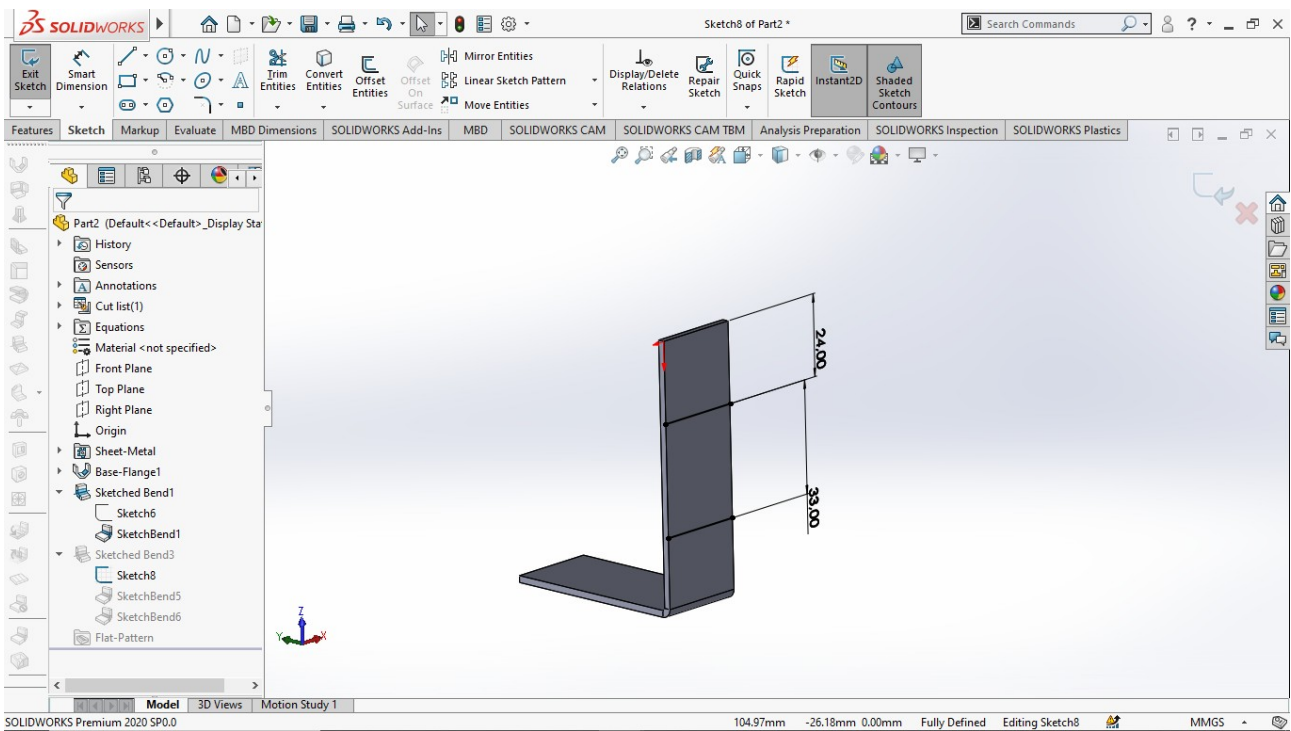 SOLIDWORKS
Sketch8 of Part2 *
Search Commands
?
Exit Sketch
Smart Dimension
Trim Entities
Convert Entities
Offset Entities
Offset On Surface
Mirror Entities
Linear Sketch Pattern
Move Entities
Display/Delete Relations
Repair Sketch
Quick Snaps
Rapid Sketch
Instant2D
Shaded Sketch Contours
Features Sketch Markup Evaluate MBD Dimensions SOLIDWORKS Add-Ins MBD SOLIDWORKS CAM SOLIDWORKS CAM TBM Analysis Preparation SOLIDWORKS Inspection SOLIDWORKS Plastics
Part2 (Default<<Default>_Display Sta
History
Sensors
Annotations
Cut list(1)
Equations
Material <not specified>
Front Plane
Top Plane
Right Plane
Origin
Sheet-Metal
Base-Flange1
Sketched Bend1
Sketch6
SketchBend1
Sketched Bend3
Sketch8
SketchBend5
SketchBend6
Flat-Pattern
24,00
33,00
Z
Y
X
Model 3D Views Motion Study 1
SOLIDWORKS Premium 2020 SP0.0 104.97mm -26.18mm 0.00mm Fully Defined Editing Sketch8 MMGS